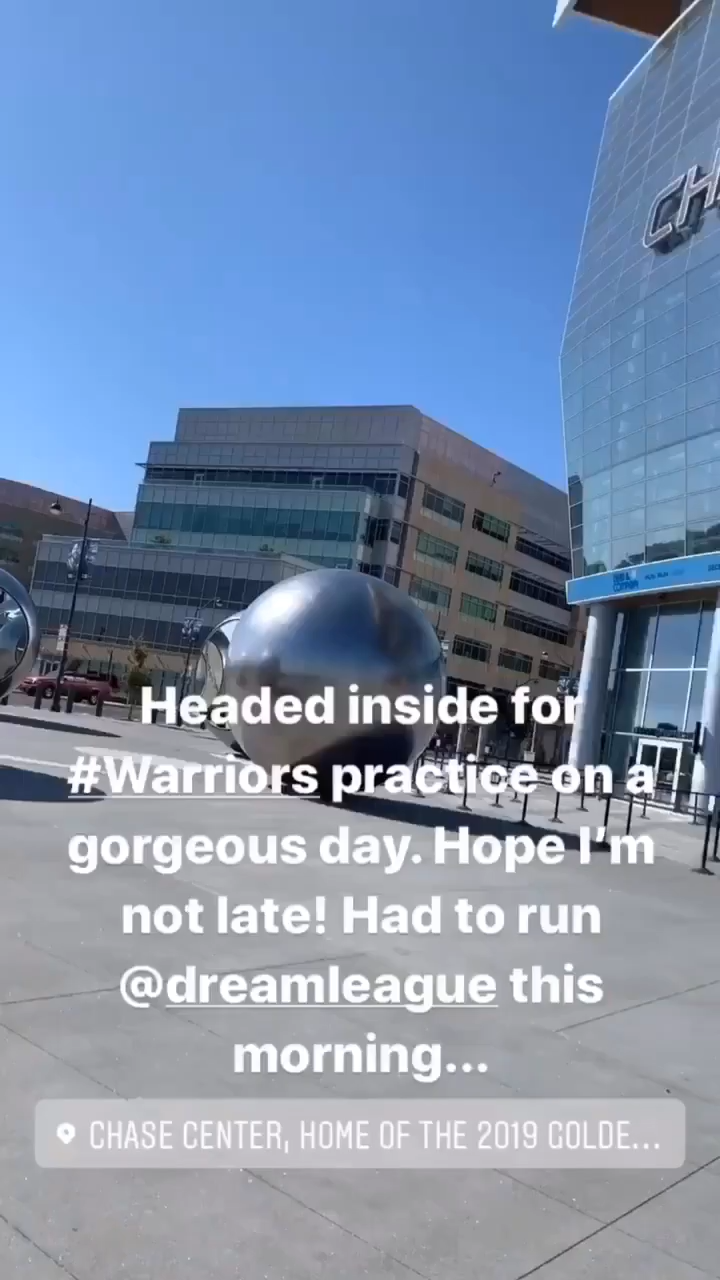 CH
Headed inside for
#Warriors practice on a
gorgeous day. Hope I'm
not late! Had to run
@dreamleague this
morning...
CHASE CENTER, HOME OF THE 2019 GOLDE...